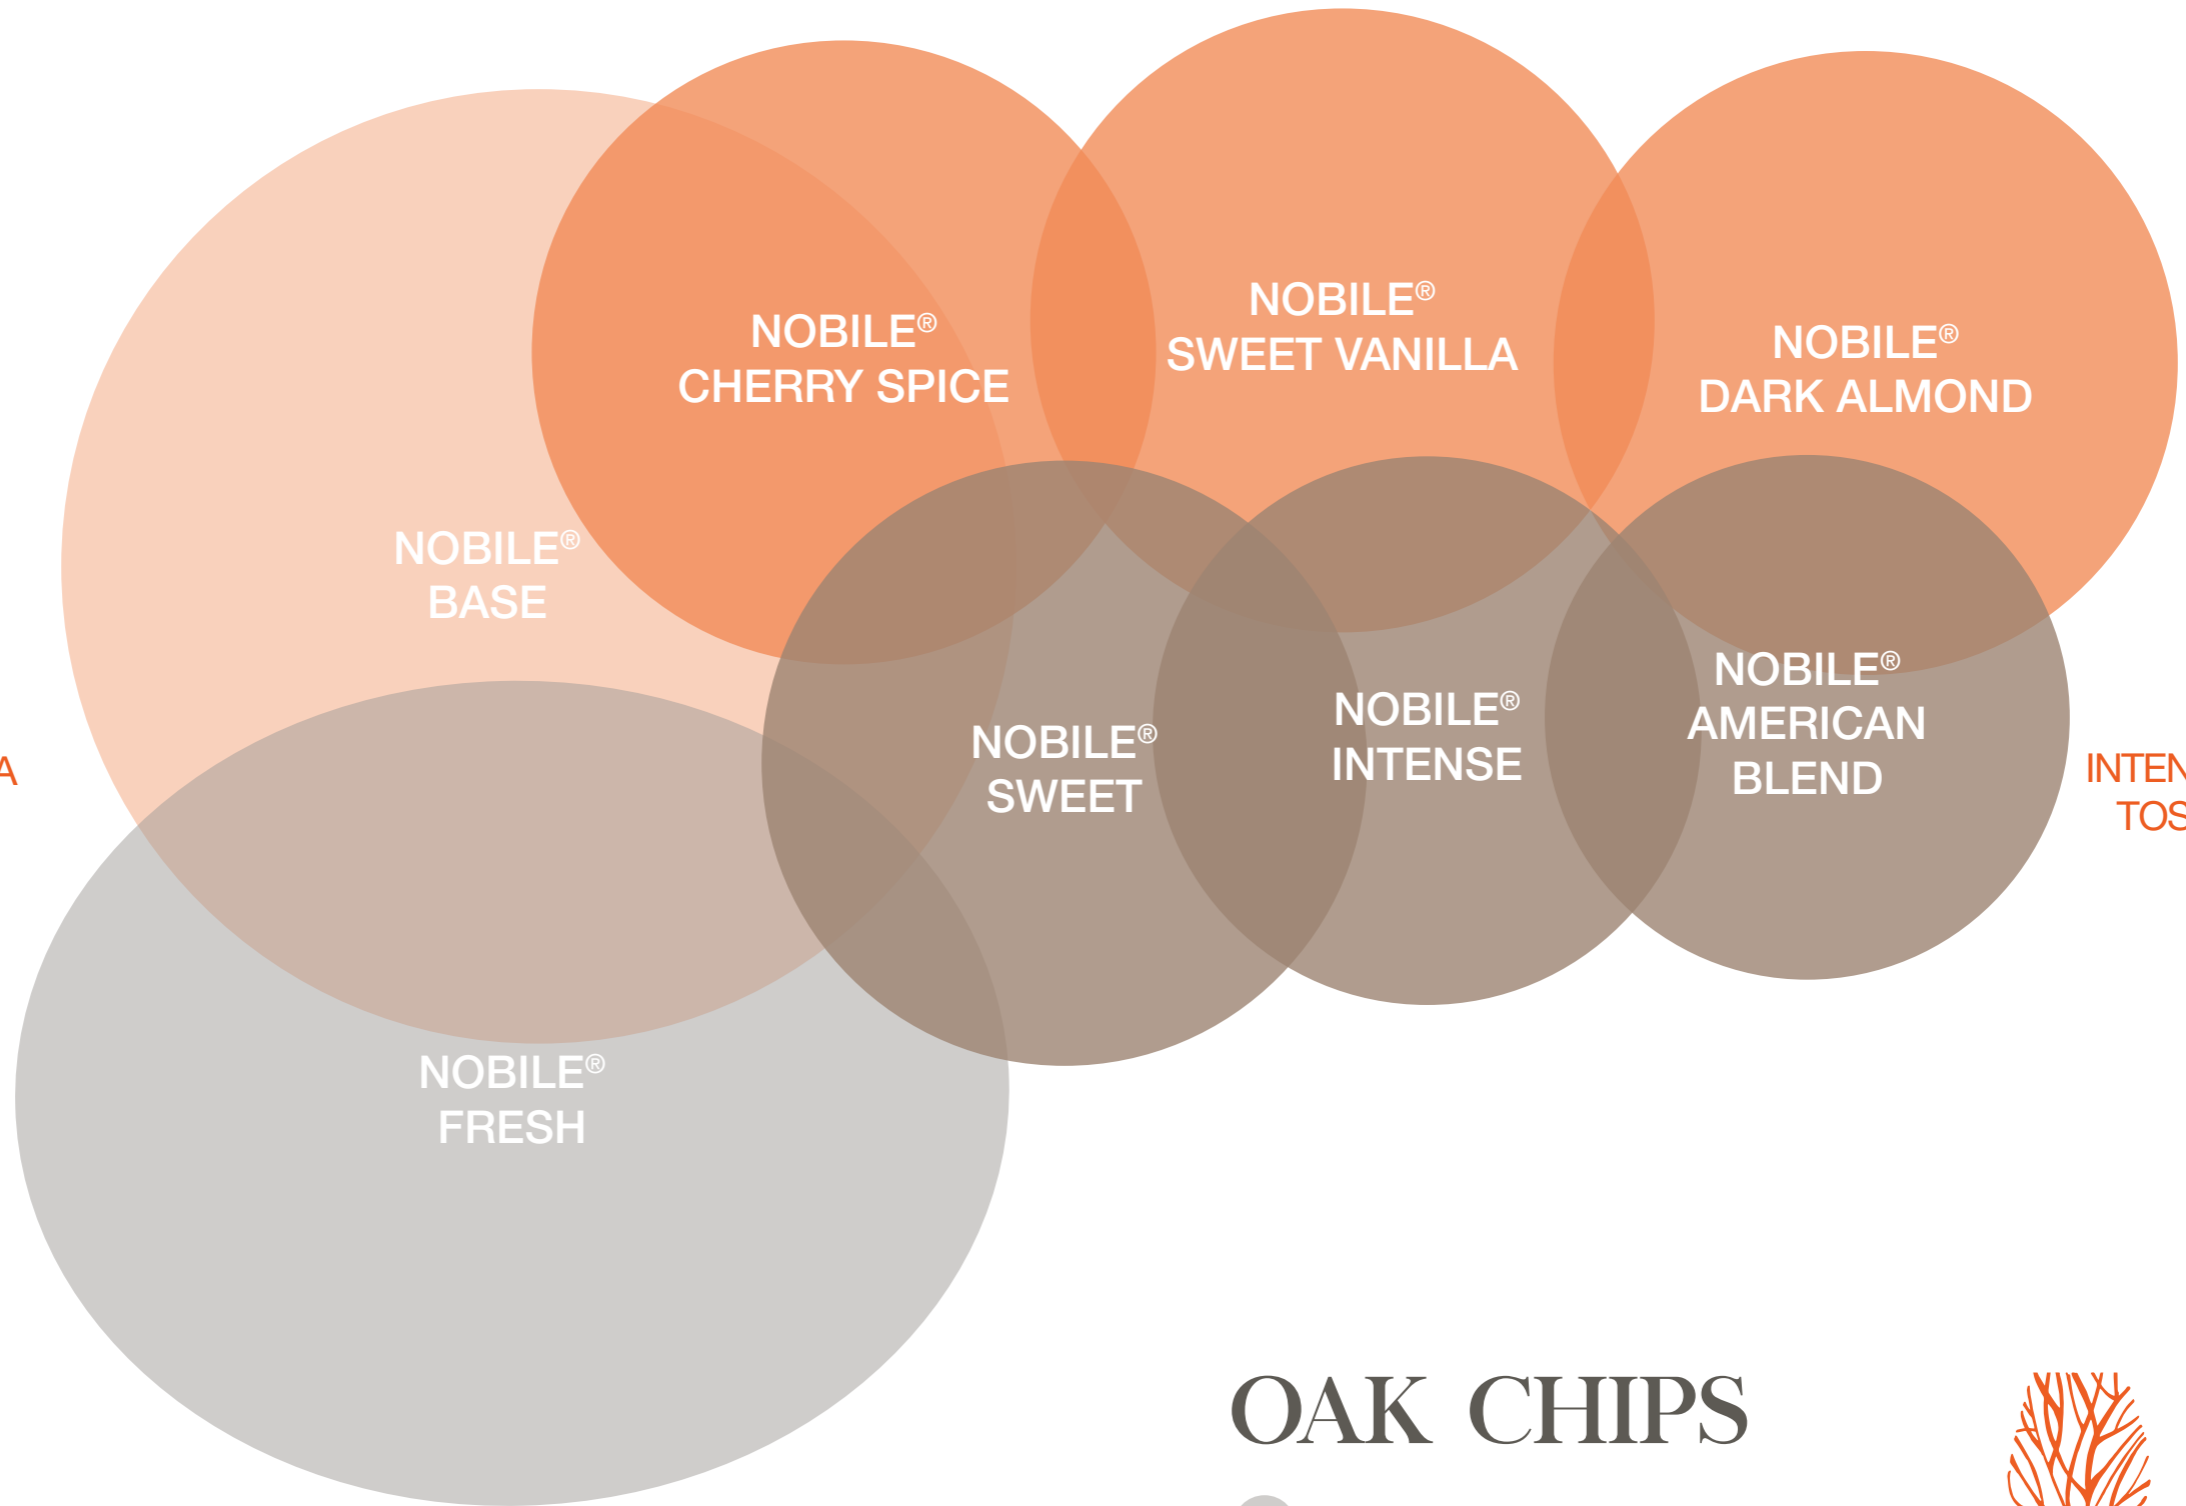 NOBILE®
SWEET VANILLA
NOBILE®
CHERRY SPICE
NOBILE®
DARK ALMOND
NOBILE®
BASE
NOBILE®
SWEET
NOBILE®
INTENSE
NOBILE®
AMERICAN
BLEND
NOBILE®
FRESH
OAK CHIPS